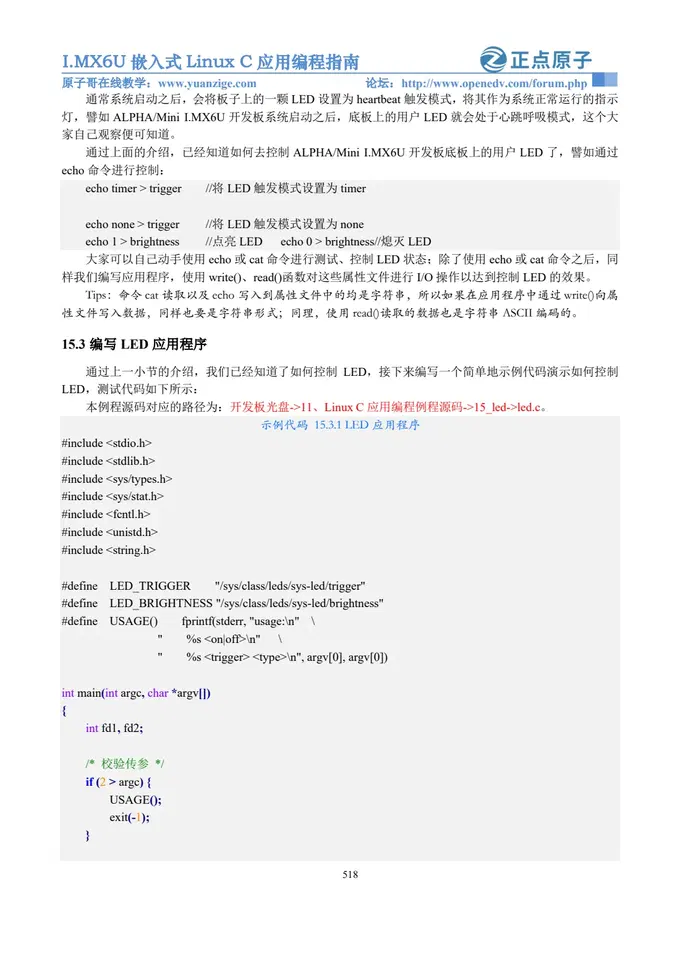 I.MX6U 嵌入式 Linux C 应用编程指南
正点原子
原子哥在线教学：www.yuanzige.com 论坛：http://www.openedv.com/forum.php
通常系统启动之后，会将板子上的一颗 LED 设置为 heartbeat 触发模式，将其作为系统正常运行的指示
灯，譬如 ALPHA/Mini I.MX6U 开发板系统启动之后，底板上的用户 LED 就会处于心跳呼吸模式，这个大
家自己观察便可知道。
通过上面的介绍，已经知道如何去控制 ALPHA/Mini I.MX6U 开发板底板上的用户 LED 了，譬如通过
echo 命令进行控制：
echo timer > trigger //将 LED 触发模式设置为 timer
echo none > trigger //将 LED 触发模式设置为 none
echo 1 > brightness //点亮 LED echo 0 > brightness//熄灭 LED
大家可以自己动手使用 echo 或 cat 命令进行测试、控制 LED 状态；除了使用 echo 或 cat 命令之后，同
样我们编写应用程序，使用 write()、read()函数对这些属性文件进行 I/O 操作以达到控制 LED 的效果。
Tips：命令 cat 读取以及 echo 写入到属性文件中的均是字符串，所以如果在应用程序中通过 write()向属
性文件写入数据，同样也要是字符串形式；同理，使用 read()读取的数据也是字符串 ASCII 编码的。
15.3 编写 LED 应用程序
通过上一小节的介绍，我们已经知道了如何控制 LED，接下来编写一个简单地示例代码演示如何控制
LED，测试代码如下所示：
本例程源码对应的路径为：开发板光盘->11、Linux C 应用编程例程源码->15_led->led.c。
示例代码 15.3.1 LED 应用程序
#include <stdio.h>
#include <stdlib.h>
#include <sys/types.h>
#include <sys/stat.h>
#include <fcntl.h>
#include <unistd.h>
#include <string.h>
#define LED_TRIGGER "/sys/class/leds/sys-led/trigger"
#define LED_BRIGHTNESS "/sys/class/leds/sys-led/brightness"
#define USAGE() fprintf(stderr, "usage:\n" \
" %s <on|off>\n" \
" %s <trigger> <type>\n", argv[0], argv[0])
int main(int argc, char *argv[])
{
int fd1, fd2;
/* 校验传参 */
if (2 > argc) {
USAGE();
exit(-1);
}
518